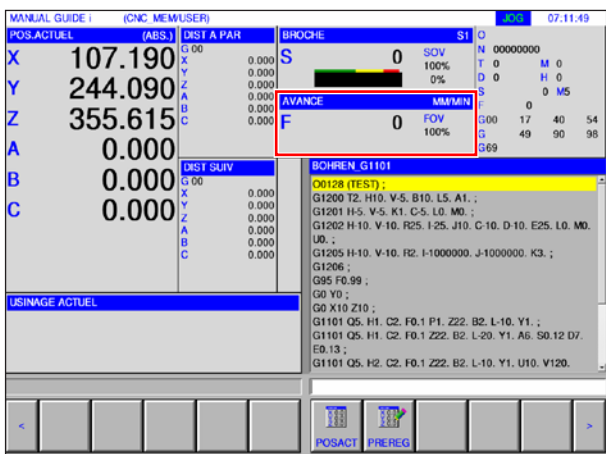 MANUAL GUIDE i (CNC_MEM/USER) JOG 07:11:49
POS.ACTUEL (ABS.)
X 107.190
Y 244.090
Z 355.615
A 0.000
B 0.000
C 0.000
DIST A PAR
G 00
X 0.000
Y 0.000
Z 0.000
A 0.000
B 0.000
C 0.000
DIST SUIV
G 00
X 0.000
Y 0.000
Z 0.000
A 0.000
B 0.000
C 0.000
BROCHE S1
S 0 SOV
100%
0%
AVANCE MM/MIN
F 0 FOV
100%
O
N 00000000
T 0 M 0
D 0 H 0
S 0 M5
F 0
G00 17 40 54
G 49 90 98
G69
BOHREN_G1101
O0128 (TEST) ;
G1200 T2. H10. V-5. B10. L5. A1. ;
G1201 H-5. V-5. K1. C-5. L0. M0. ;
G1202 H-10. V-10. R25. I-25. J10. C-10. D-10. E25. L0. M0.
U0. ;
G1205 H-10. V-10. R2. I-1000000. J-1000000. K3. ;
G1206 ;
G95 F0.99 ;
G0 Y0 ;
G0 X10 Z10 ;
G1101 Q5. H1. C2. F0.1 P1. Z22. B2. L-10. Y1. ;
G1101 Q5. H1. C2. F0.1 Z22. B2. L-20. Y1. A6. S0.12 D7.
E0.13 ;
G1101 Q5. H2. C2. F0.1 Z22. B2. L-10. Y1. U10. V120.
USINAGE ACTUEL
<
POSACT PREREG
>